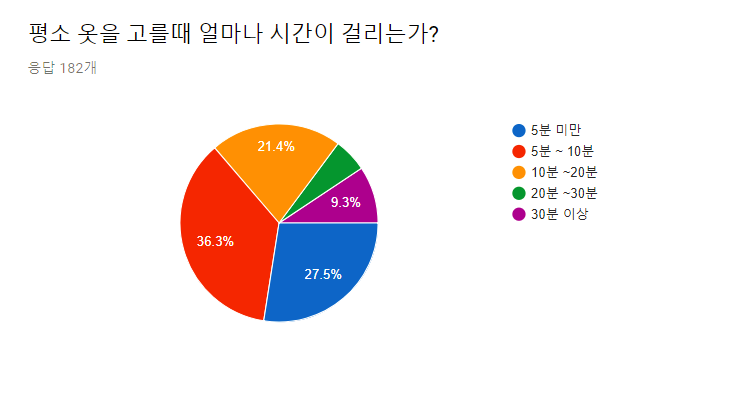 평소 옷을 고를때 얼마나 시간이 걸리는가?
응답 182개
5분 미만
5분 ~ 10분
10분 ~20분
20분 ~30분
30분 이상
21.4%
9.3%
36.3%
27.5%